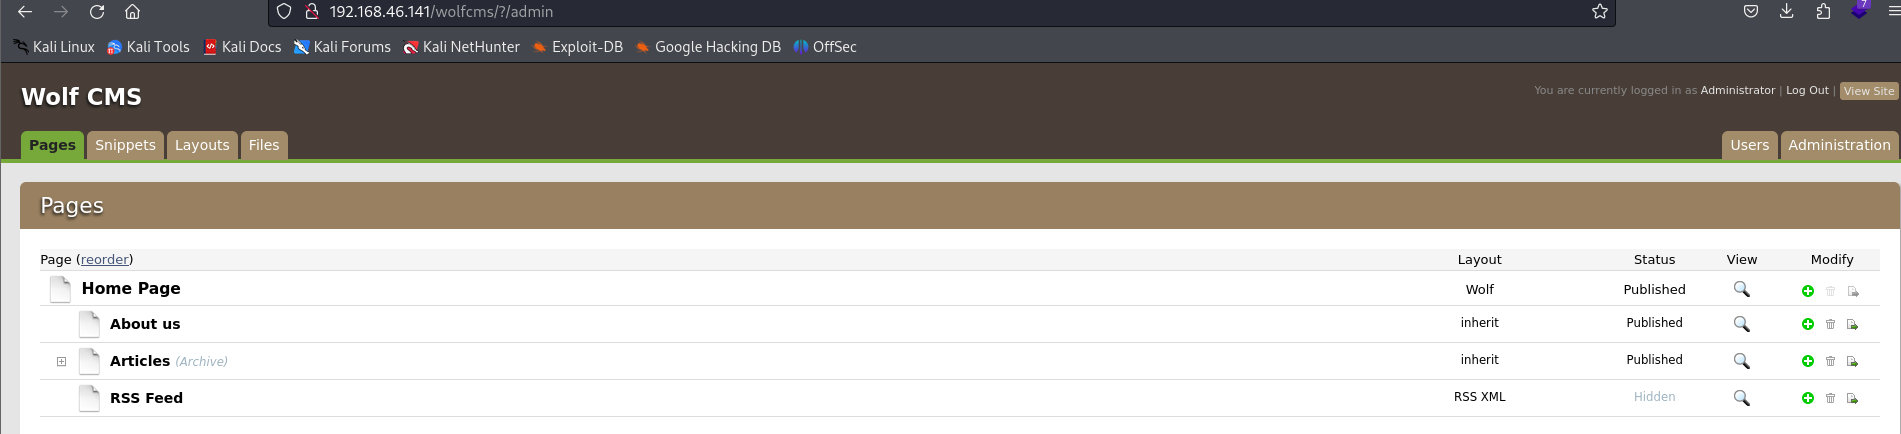 192.168.46.141/wolfcms/?/admin
7
Kali Linux Kali Tools Kali Docs Kali Forums Kali NetHunter Exploit-DB Google Hacking DB OffSec
Wolf CMS
You are currently logged in as Administrator | Log Out | View Site
Pages Snippets Layouts Files Users Administration
Pages
Page (reorder) Layout Status View Modify
Home Page Wolf Published
About us inherit Published
Articles (Archive) inherit Published
RSS Feed RSS XML Hidden